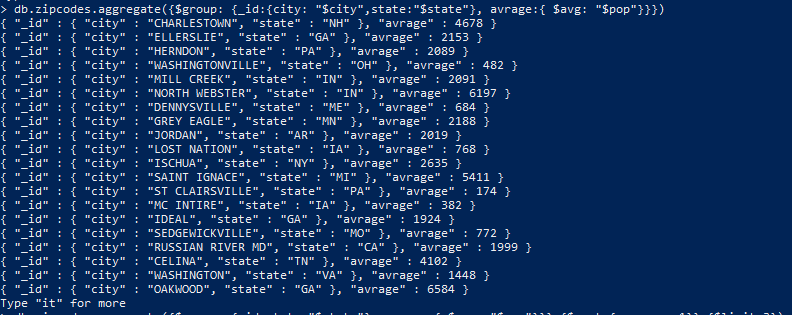 > db.zipcodes.aggregate({$group: {_id:{city: "$city",state:"$state"}, avrage:{ $avg: "$pop"}}})
{ "_id" : { "city" : "CHARLESTOWN", "state" : "NH" }, "avrage" : 4678 }
{ "_id" : { "city" : "ELLERSLIE", "state" : "GA" }, "avrage" : 2153 }
{ "_id" : { "city" : "HERNDON", "state" : "PA" }, "avrage" : 2089 }
{ "_id" : { "city" : "WASHINGTONVILLE", "state" : "OH" }, "avrage" : 482 }
{ "_id" : { "city" : "MILL CREEK", "state" : "IN" }, "avrage" : 2091 }
{ "_id" : { "city" : "NORTH WEBSTER", "state" : "IN" }, "avrage" : 6197 }
{ "_id" : { "city" : "DENNYSVILLE", "state" : "ME" }, "avrage" : 684 }
{ "_id" : { "city" : "GREY EAGLE", "state" : "MN" }, "avrage" : 2188 }
{ "_id" : { "city" : "JORDAN", "state" : "AR" }, "avrage" : 2019 }
{ "_id" : { "city" : "LOST NATION", "state" : "IA" }, "avrage" : 768 }
{ "_id" : { "city" : "ISCHUA", "state" : "NY" }, "avrage" : 2635 }
{ "_id" : { "city" : "SAINT IGNACE", "state" : "MI" }, "avrage" : 5411 }
{ "_id" : { "city" : "ST CLAIRSVILLE", "state" : "PA" }, "avrage" : 174 }
{ "_id" : { "city" : "MC INTIRE", "state" : "IA" }, "avrage" : 382 }
{ "_id" : { "city" : "IDEAL", "state" : "GA" }, "avrage" : 1924 }
{ "_id" : { "city" : "SEDGEWICKVILLE", "state" : "MO" }, "avrage" : 772 }
{ "_id" : { "city" : "RUSSIAN RIVER MD", "state" : "CA" }, "avrage" : 1999 }
{ "_id" : { "city" : "CELINA", "state" : "TN" }, "avrage" : 4102 }
{ "_id" : { "city" : "WASHINGTON", "state" : "VA" }, "avrage" : 1448 }
{ "_id" : { "city" : "OAKWOOD", "state" : "GA" }, "avrage" : 6584 }
Type "it" for more